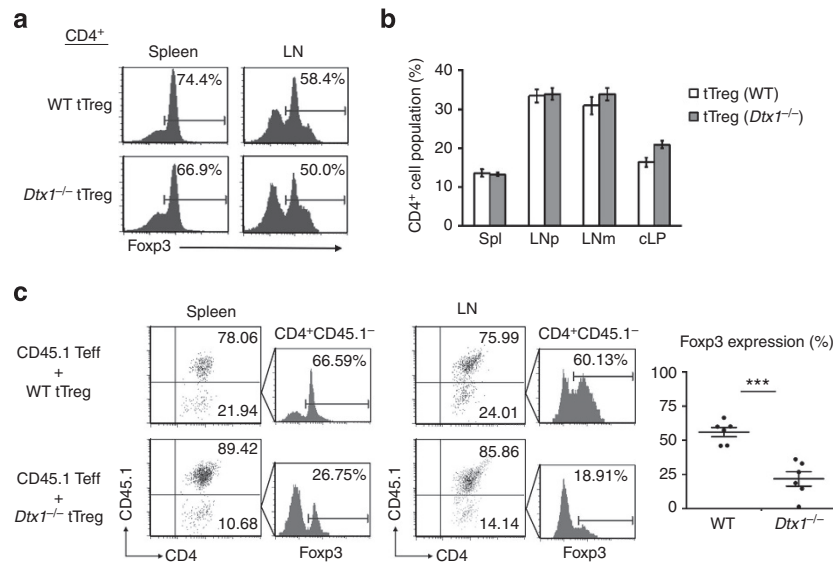 a
CD4⁺
Spleen LN
WT tTreg 74.4% 58.4%
Dtx1⁻/⁻ tTreg 66.9% 50.0%
Foxp3
b
CD4⁺ cell population (%)
40
30
20
10
0
Spl LNp LNm cLP
tTreg (WT)
tTreg (Dtx1⁻/⁻)
c
Spleen LN
CD4⁺CD45.1⁻ CD4⁺CD45.1⁻
CD45.1 Teff
+
WT tTreg
78.06 66.59% 75.99 60.13%
21.94 24.01
CD45.1 Teff
+
Dtx1⁻/⁻ tTreg
89.42 26.75% 85.86 18.91%
10.68 14.14
CD45.1 CD45.1
CD4 Foxp3 CD4 Foxp3
Foxp3 expression (%)
100
75
50
25
0
***
WT Dtx1⁻/⁻